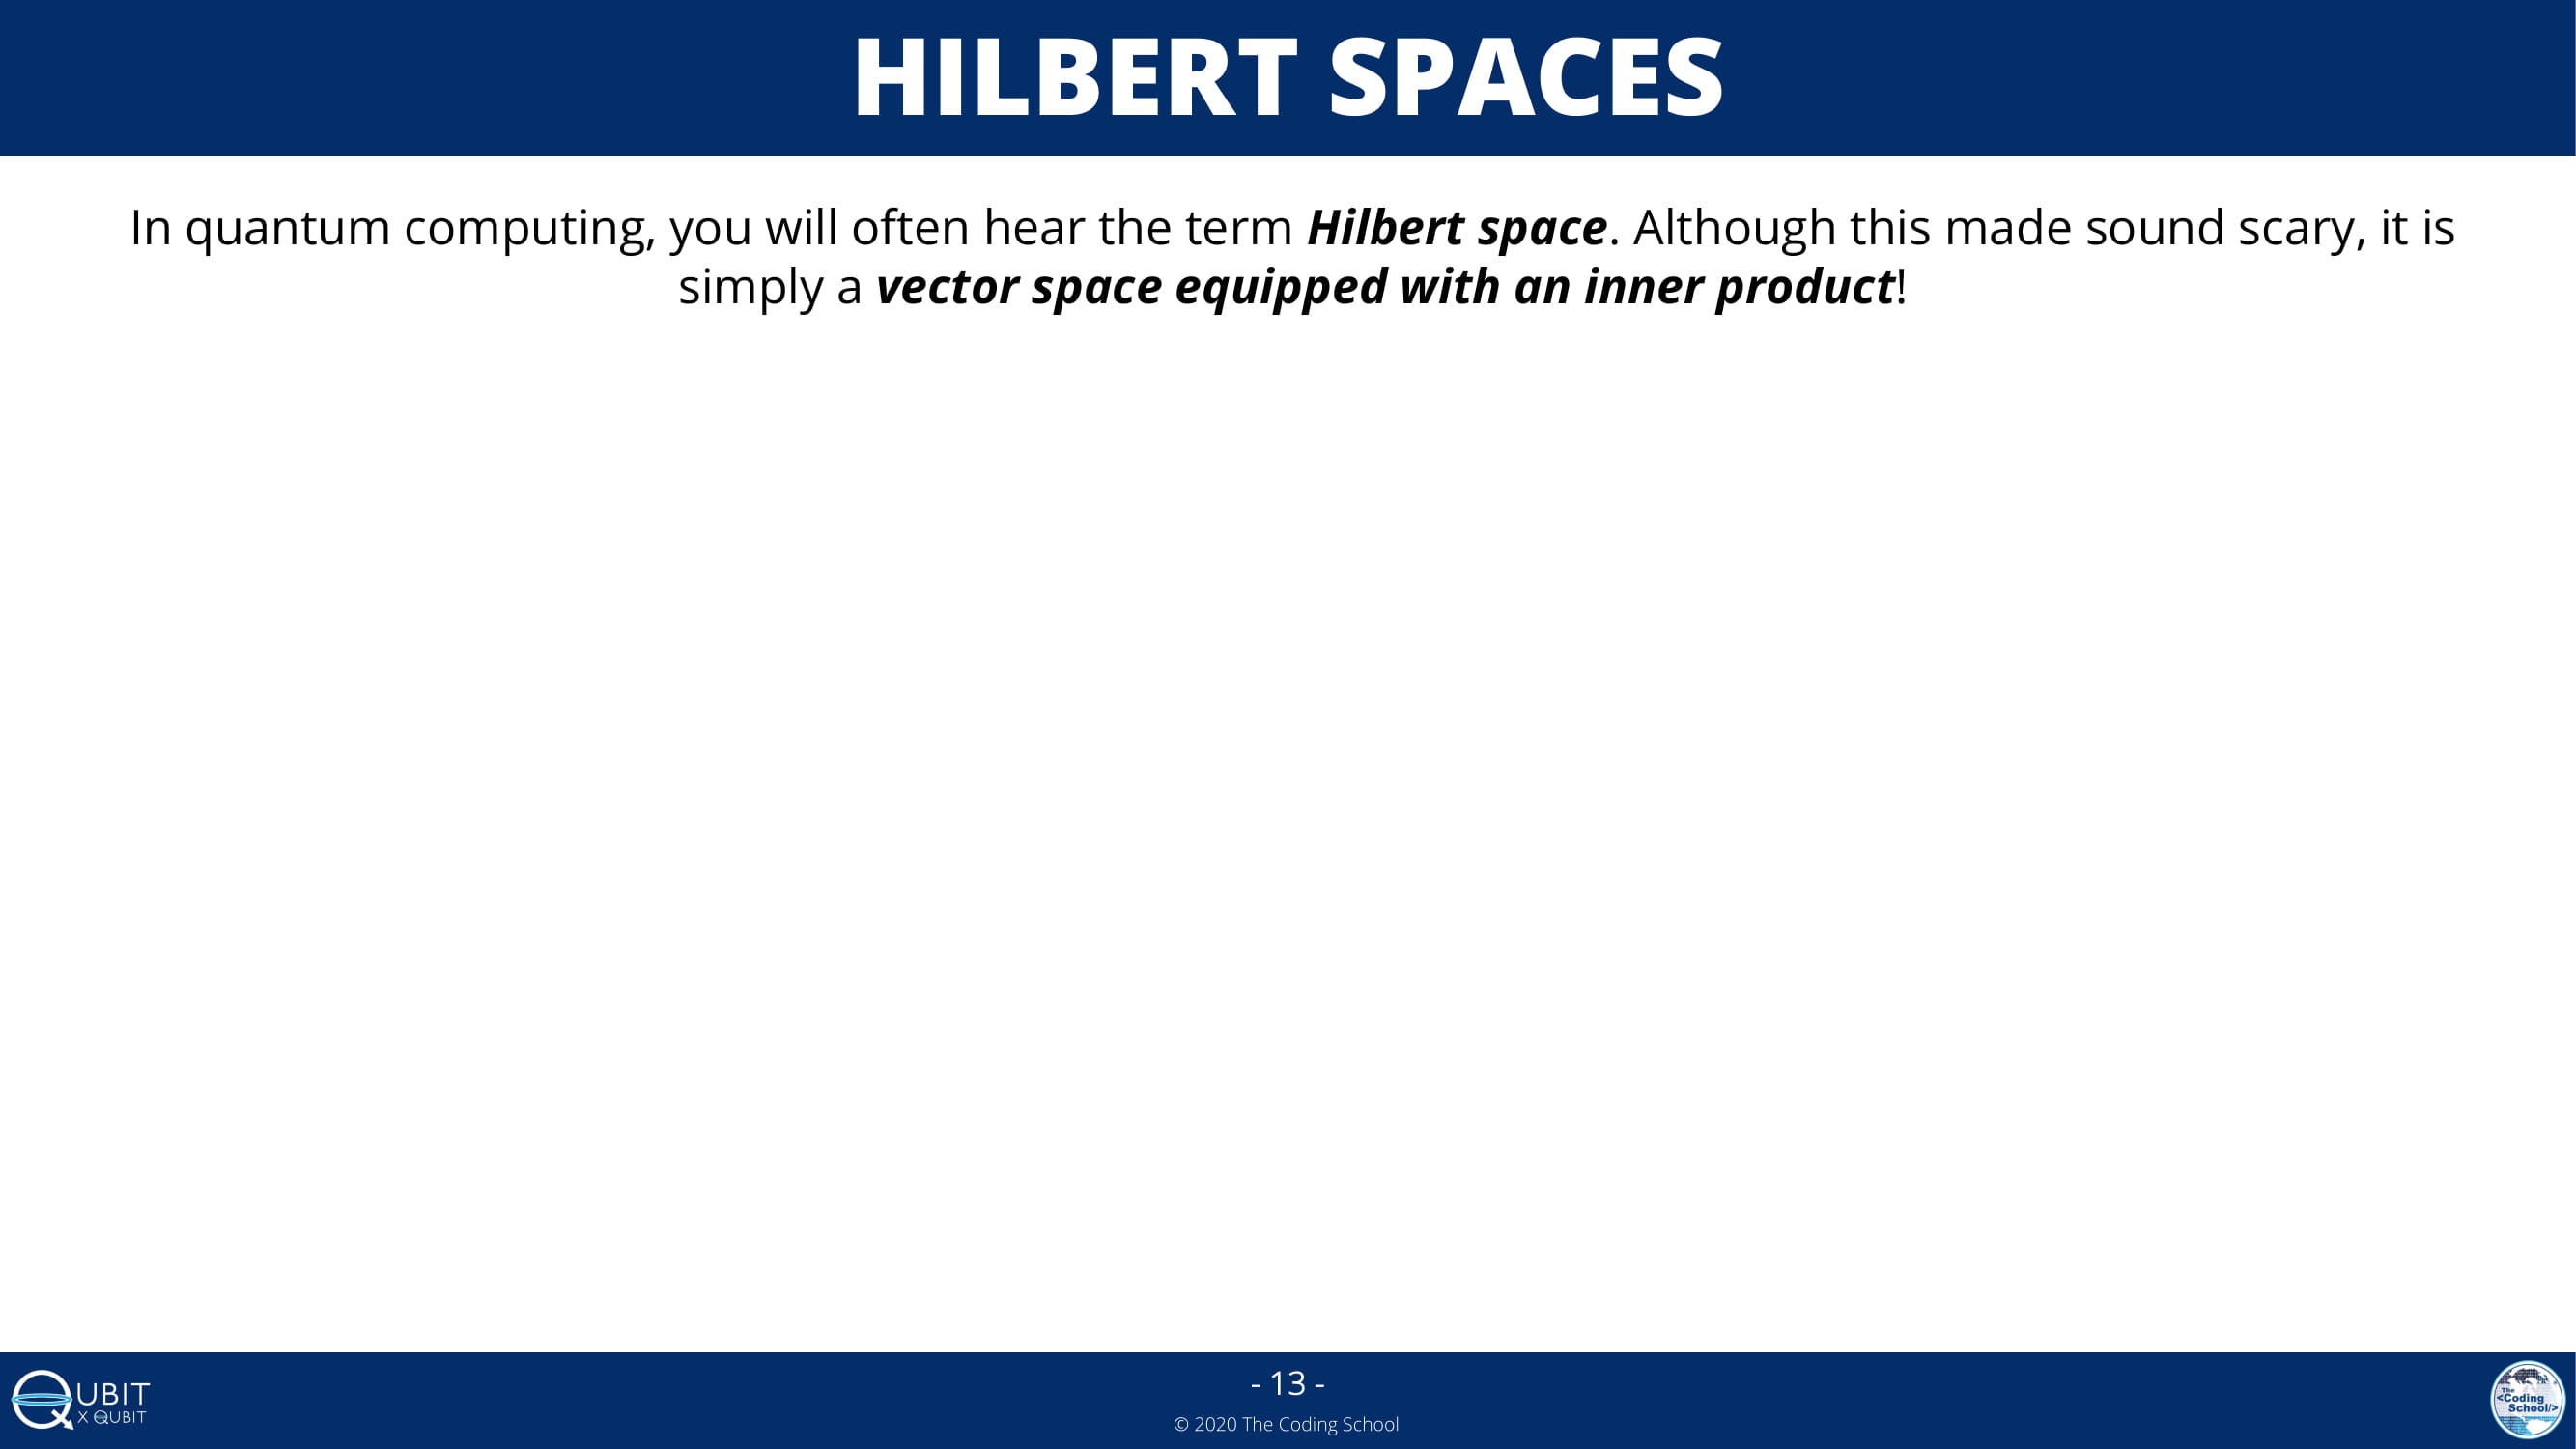 HILBERT SPACES
In quantum computing, you will often hear the term Hilbert space. Although this made sound scary, it is
simply a vector space equipped with an inner product!
QUBIT
X QUBIT
- 13 -
© 2020 The Coding School
The
<Coding
School/>